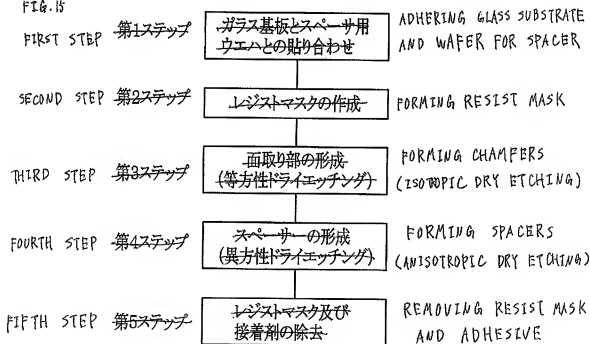 FIG.15
FIRST STEP 第1ステップ ガラス基板とスペーサ用 ADHERING GLASS SUBSTRATE
ウエハとの貼り合わせ AND WAFER FOR SPACER
SECOND STEP 第2ステップ レジストマスクの作成 FORMING RESIST MASK
THIRD STEP 第3ステップ 面取り部の形成 FORMING CHAMFERS
(等方性ドライエッチング) (ISOTOPIC DRY ETCHING)
FOURTH STEP 第4ステップ スペーサーの形成 FORMING SPACERS
(異方性ドライエッチング) (ANISOTROPIC DRY ETCHING)
FIFTH STEP 第5ステップ レジストマスク及び REMOVING RESIST MASK
接着剤の除去 AND ADHESIVE